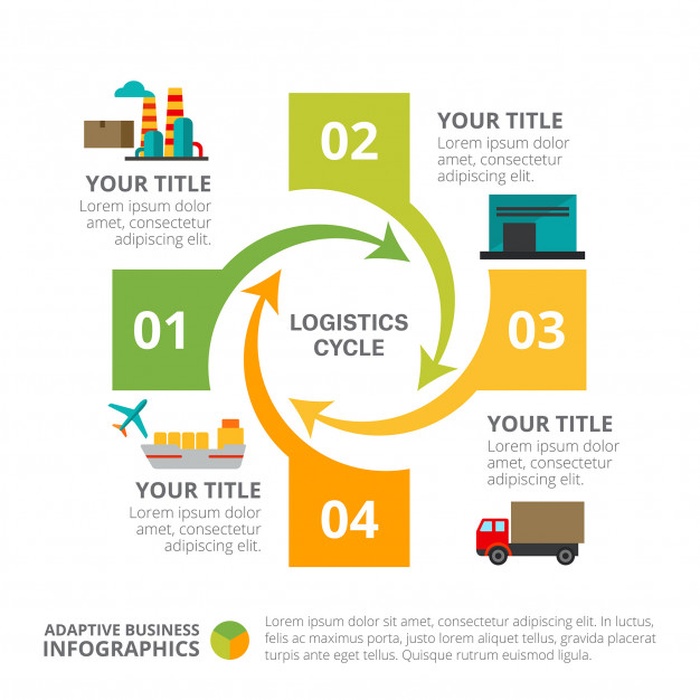 YOUR TITLE
Lorem ipsum dolor
amet, consectetur
adipiscing elit.
01
02
YOUR TITLE
Lorem ipsum dolor
amet, consectetur
adipiscing elit.
LOGISTICS
CYCLE
03
YOUR TITLE
Lorem ipsum dolor
amet, consectetur
adipiscing elit.
04
YOUR TITLE
Lorem ipsum dolor
amet, consectetur
adipiscing elit.
ADAPTIVE BUSINESS
INFOGRAPHICS
Lorem ipsum dolor sit amet, consectetur adipiscing elit. In luctus,
felis ac maximus porta, justo lorem vulputate tellus, gravida placerat
turpis ante eget dolor. Quisque rutrum euismod ligula.